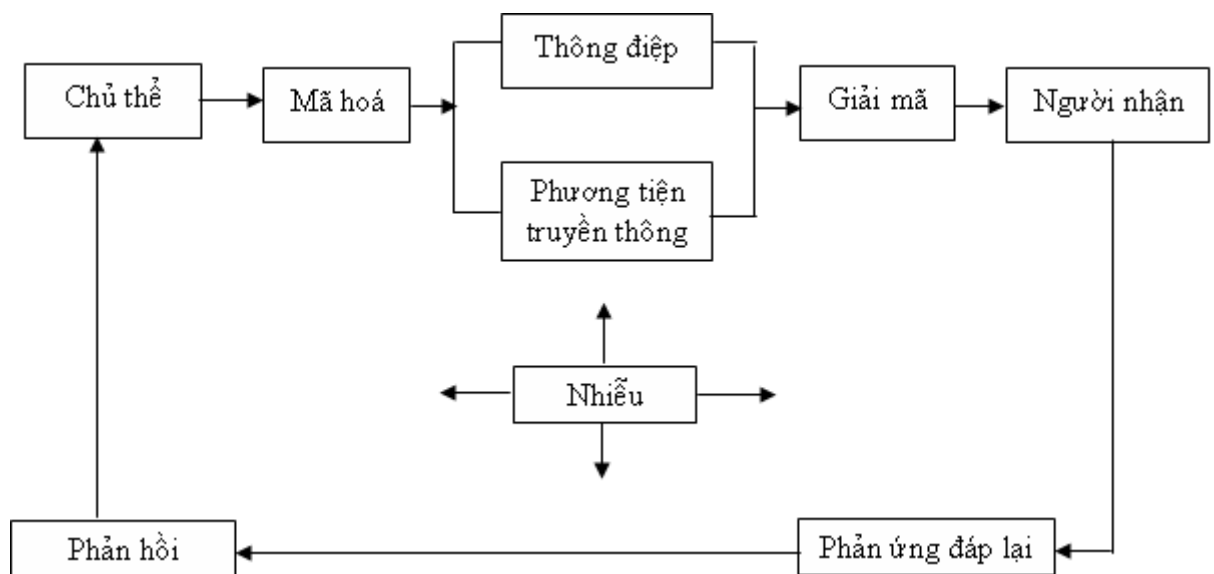 Thông điệp
Chủ thể
Mã hoá
Giải mã
Người nhận
Phương tiện
truyền thông
Nhiễu
Phản hồi
Phản ứng đáp lại